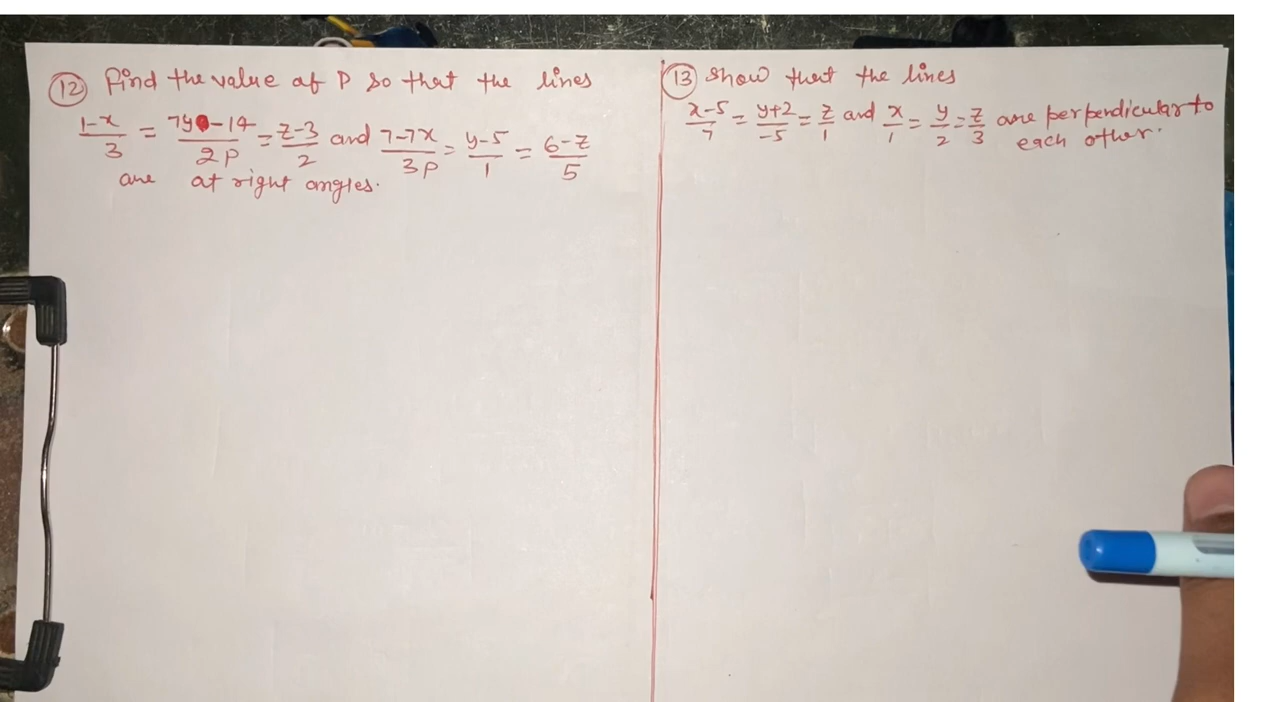 12 Find the value of P so that the lines
1-x/3 = 7y-14/2P = z-3/2 and 7-7x/3P = y-5/1 = 6-z/5
are at right angles.
13 show that the lines
x-5/7 = y+2/-5 = z/1 and x/1 = y/2 = z/3 are perpendicular to
each other.